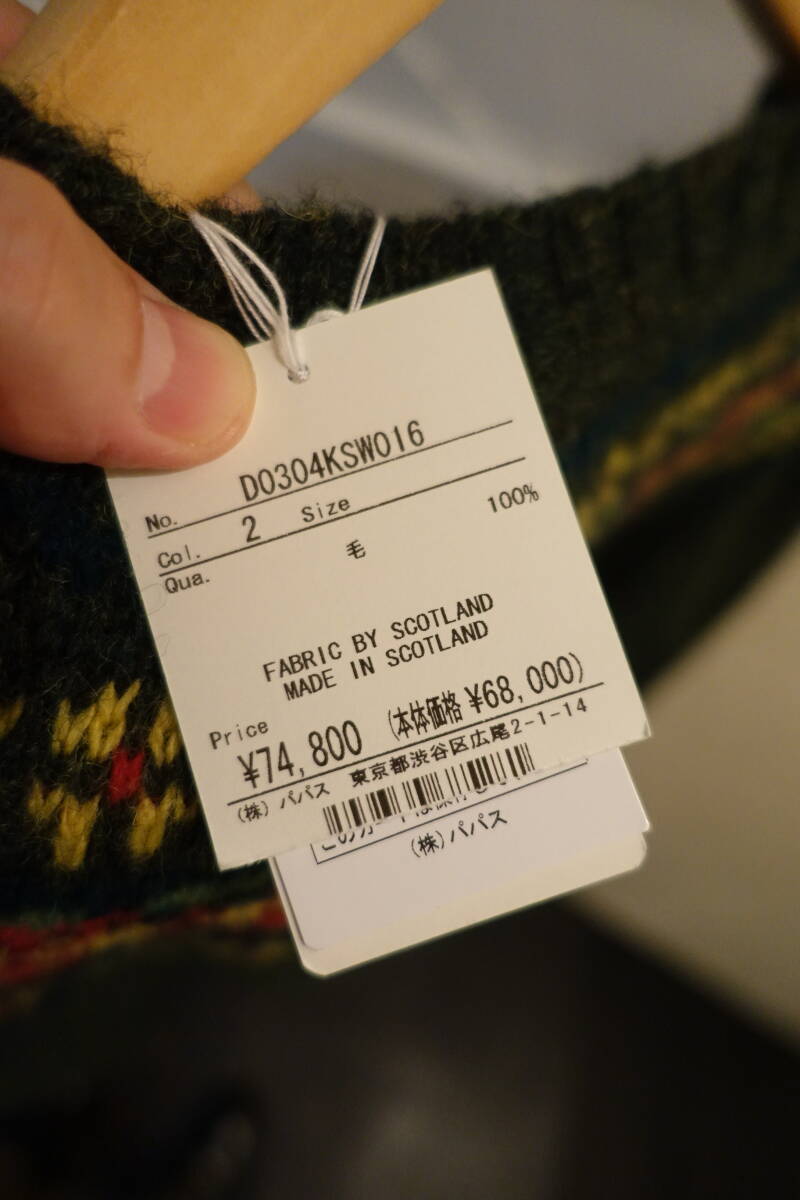 No. D0304KSW016
Col. 2 Size
Qua. 毛 100%
FABRIC BY SCOTLAND
MADE IN SCOTLAND
Price
¥74,800 (本体価格 ¥68,000)
(株) パパス 東京都渋谷区広尾2-1-14
(株)パパス